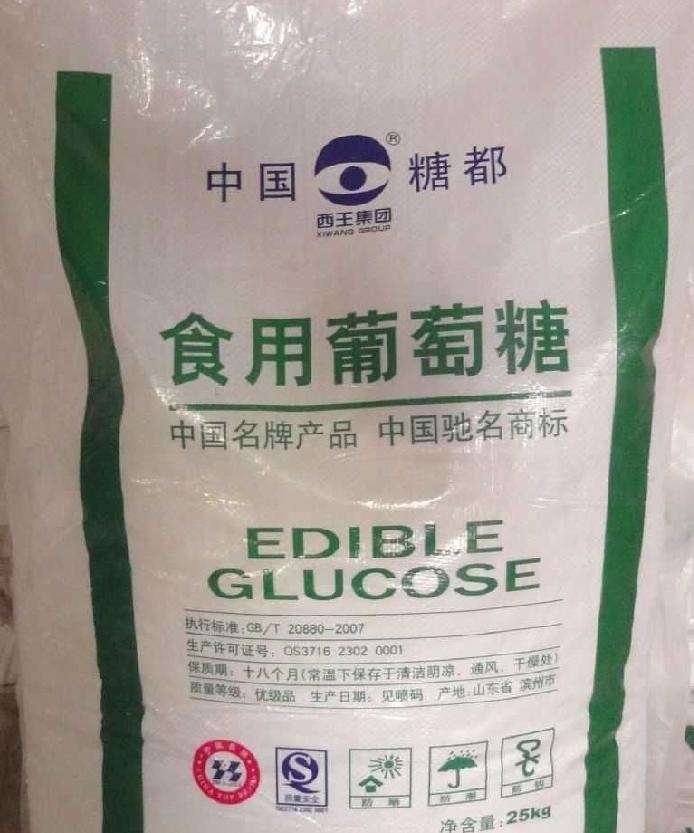 中国 ® 糖都
西王集团
XIWANG GROUP
食用葡萄糖
中国名牌产品 中国驰名商标
EDIBLE
GLUCOSE
执行标准:GB/T 20880-2007
生产许可证号: QS3716 2302 0001
保质期: 十八个月(常温下保存于清洁阴凉、通风、干燥处)
质量等级: 优级品 生产日期: 见喷码 产地:山东省 滨州市
QS
质量安全
防晒
防潮
净含量:25kg